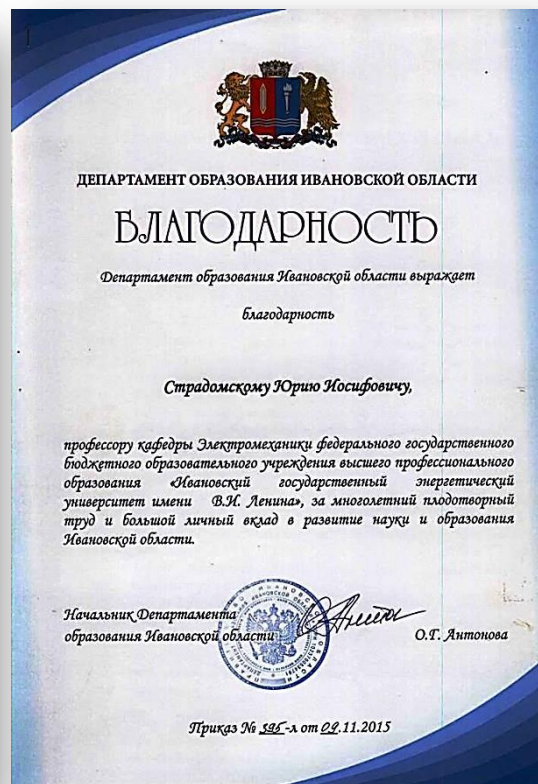 ДЕПАРТАМЕНТ ОБРАЗОВАНИЯ ИВАНОВСКОЙ ОБЛАСТИ
БЛАГОДАРНОСТЬ
Департамент образования Ивановской области выражает
благодарность
Страдомскому Юрию Иосифовичу,
профессору кафедры Электромеханики федерального государственного
бюджетного образовательного учреждения высшего профессионального
образования «Ивановский государственный энергетический
университет имени В.И. Ленина», за многолетний плодотворный
труд и большой личный вклад в развитие науки и образования
Ивановской области.
Начальник Департамента
образования Ивановской области
О.Г. Антонова
Приказ № -л от 09.11.2015